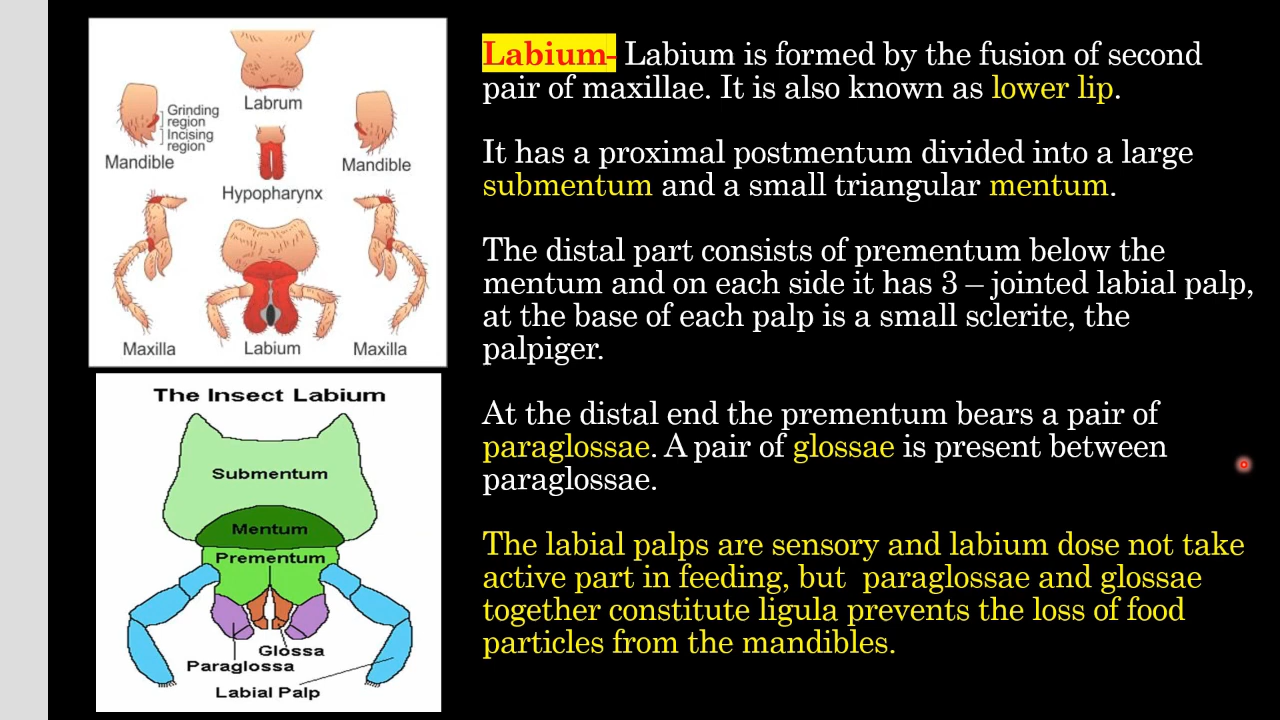 Labrum
Grinding
region
Incising
region
Mandible
Mandible
Hypopharynx
Maxilla
Labium
Maxilla
The Insect Labium
Submentum
Mentum
Prementum
Glossa
Paraglossa
Labial Palp
Labium- Labium is formed by the fusion of second
pair of maxillae. It is also known as lower lip.
It has a proximal postmentum divided into a large
submentum and a small triangular mentum.
The distal part consists of prementum below the
mentum and on each side it has 3 – jointed labial palp,
at the base of each palp is a small sclerite, the
palpiger.
At the distal end the prementum bears a pair of
paraglossae. A pair of glossae is present between
paraglossae.
The labial palps are sensory and labium dose not take
active part in feeding, but  paraglossae and glossae
together constitute ligula prevents the loss of food
particles from the mandibles.